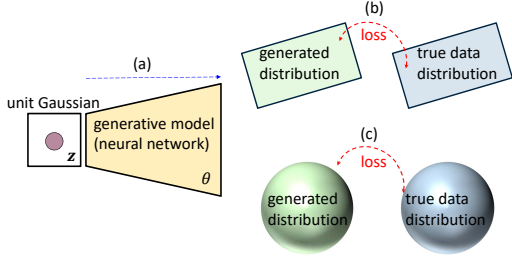 (a)
unit Gaussian
z
generative model
(neural network)
θ
(b)
loss
generated
distribution
true data
distribution
(c)
loss
generated
distribution
true data
distribution